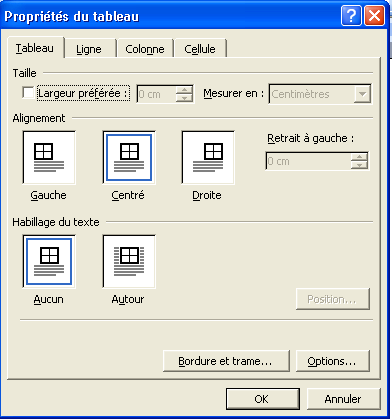 Propriétés du tableau
Tableau Ligne Colonne Cellule
Taille
Largeur préférée : 0 cm Mesurer en : Centimètres
Alignement
Retrait à gauche :
0 cm
Gauche Centré Droite
Habillage du texte
Aucun Autour
Position...
Bordure et trame... Options...
OK Annuler